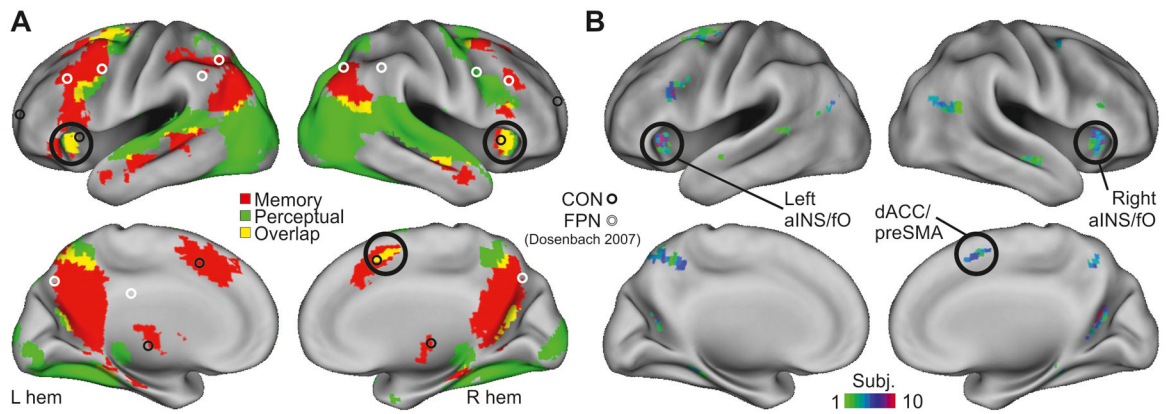 A
B
Memory
Perceptual
Overlap
CON
FPN
(Dosenbach 2007)
Left
aINS/fO
Right
aINS/fO
dACC/
preSMA
L hem
R hem
Subj.
1 10